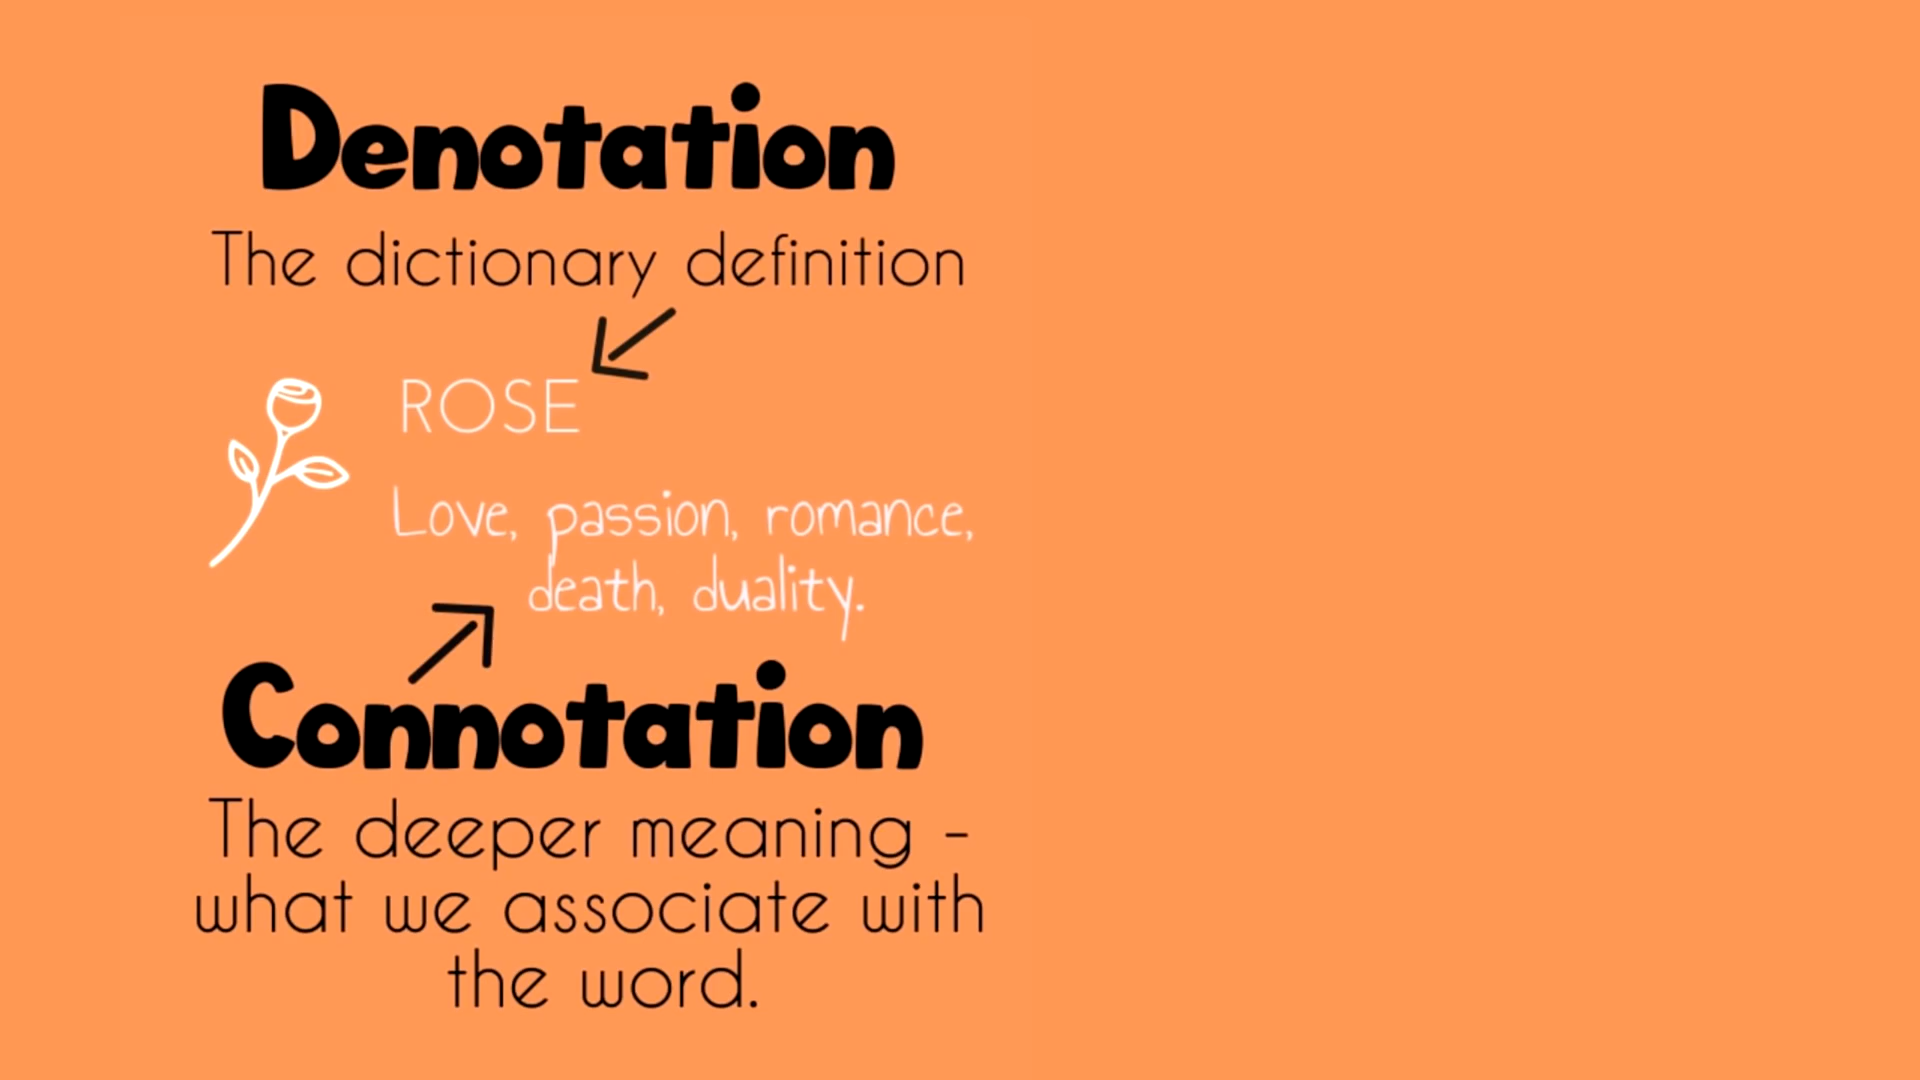 Denotation
The dictionary definition
ROSE
Love, passion, romance,
death, duality.
Connotation
The deeper meaning -
what we associate with
the word.